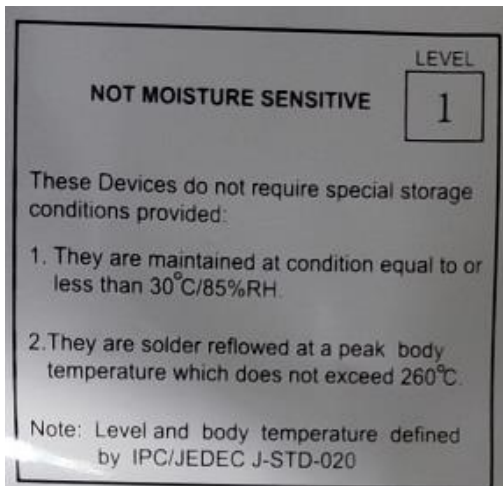 LEVEL
NOT MOISTURE SENSITIVE 1
These Devices do not require special storage
conditions provided:
1. They are maintained at condition equal to or
less than 30°C/85%RH.
2.They are solder reflowed at a peak body
temperature which does not exceed 260°C.
Note: Level and body temperature defined
by IPC/JEDEC J-STD-020